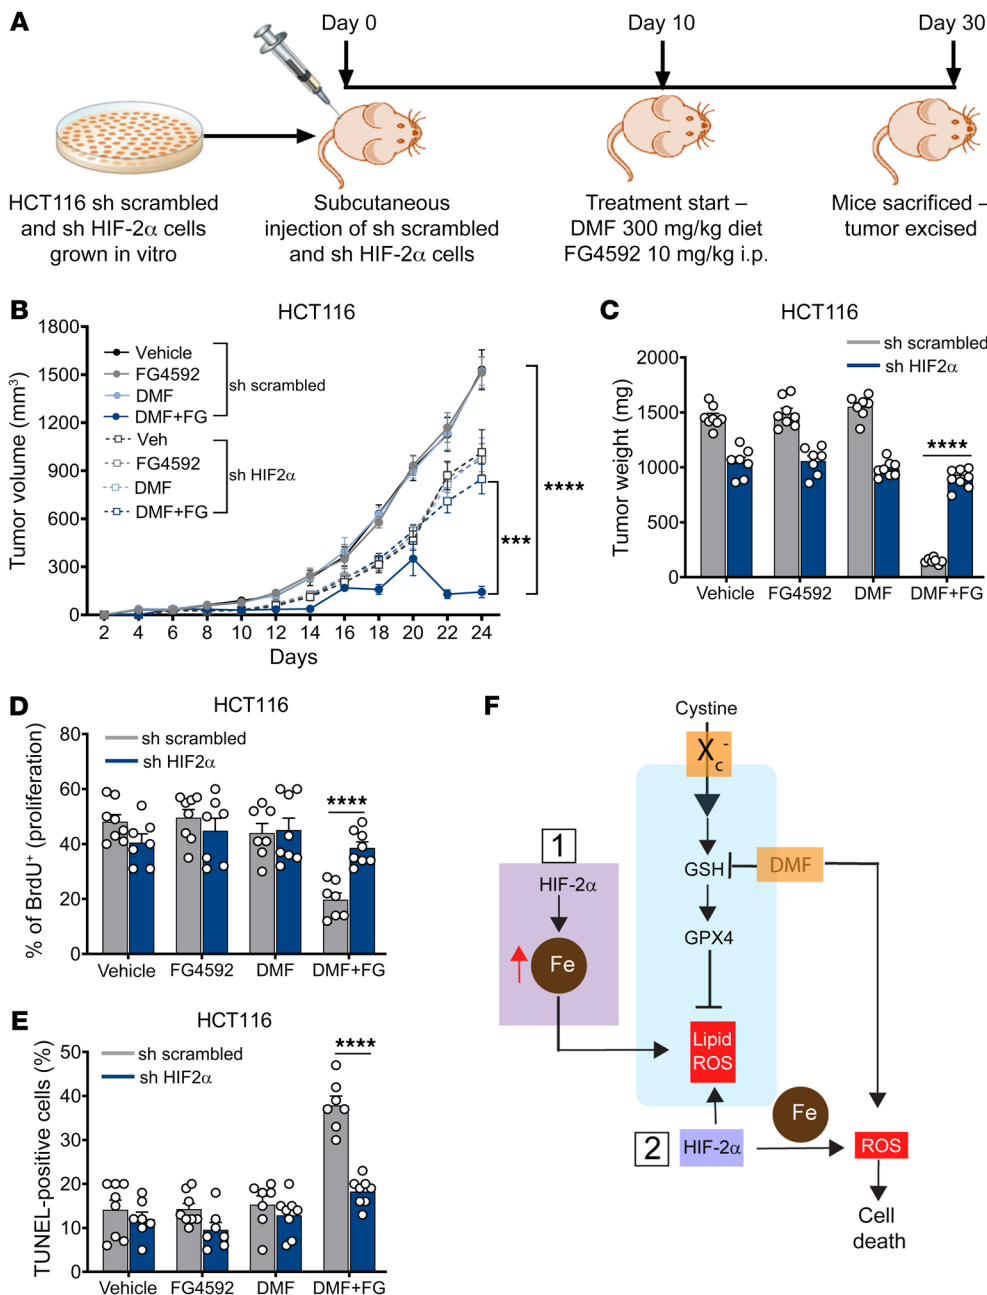 A
Day 0
Day 10
Day 30
HCT116 sh scrambled
and sh HIF-2α cells
grown in vitro
Subcutaneous
injection of sh scrambled
and sh HIF-2α cells
Treatment start –
DMF 300 mg/kg diet
FG4592 10 mg/kg i.p.
Mice sacrificed –
tumor excised
B
HCT116
Tumor volume (mm³)
1800
1500
1200
900
600
300
0
Vehicle
FG4592
DMF
DMF+FG
sh scrambled
Veh
FG4592
DMF
DMF+FG
sh HIF2α
****
***
2 4 6 8 10 12 14 16 18 20 22 24
Days
C
HCT116
sh scrambled
sh HIF2α
Tumor weight (mg)
2000
1500
1000
500
0
****
Vehicle FG4592 DMF DMF+FG
D
HCT116
sh scrambled
sh HIF2α
% of BrdU⁺ (proliferation)
80
60
40
20
0
****
Vehicle FG4592 DMF DMF+FG
E
HCT116
sh scrambled
sh HIF2α
TUNEL-positive cells (%)
50
40
30
20
10
0
****
Vehicle FG4592 DMF DMF+FG
F
Cystine
Xc-
GSH
DMF
GPX4
1
HIF-2α
Fe
Lipid
ROS
2
HIF-2α
Fe
ROS
Cell
death